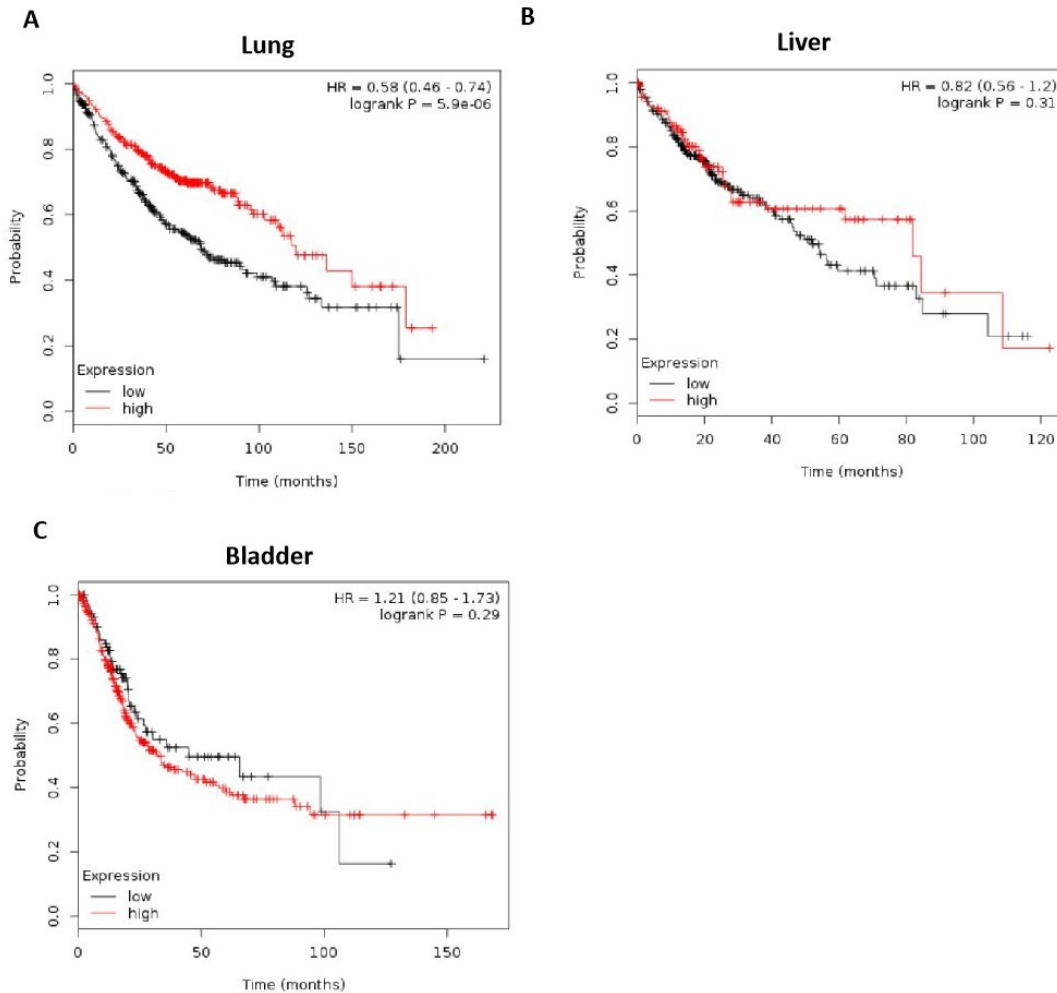 A
Lung
HR = 0.58 (0.46 - 0.74)
logrank P = 5.9e-06
Probability
1.0
0.8
0.6
0.4
0.2
0.0
Expression
low
high
0 50 100 150 200
Time (months)
B
Liver
HR = 0.82 (0.56 - 1.2)
logrank P = 0.31
Probability
1.0
0.8
0.6
0.4
0.2
0.0
Expression
low
high
0 20 40 60 80 100 120
Time (months)
C
Bladder
HR = 1.21 (0.85 - 1.73)
logrank P = 0.29
Probability
1.0
0.8
0.6
0.4
0.2
0.0
Expression
low
high
0 50 100 150
Time (months)